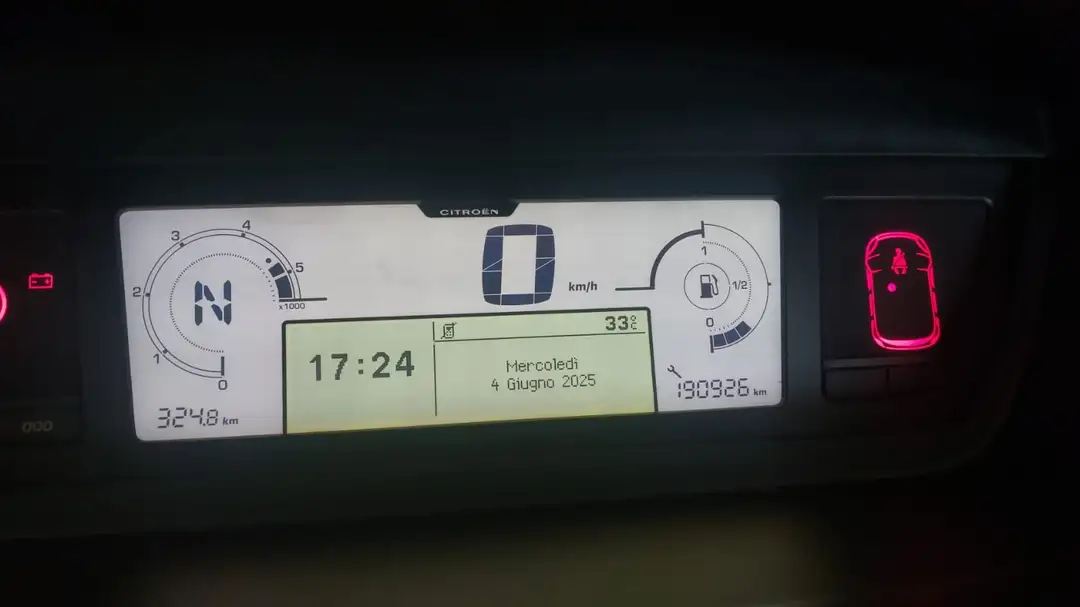 CITROËN
0 km/h
4
3
5
2
x1000
1
0
N
17:24
33°C
Mercoledì
4 Giugno 2025
1
1/2
0
324.8 km
190926 km
000